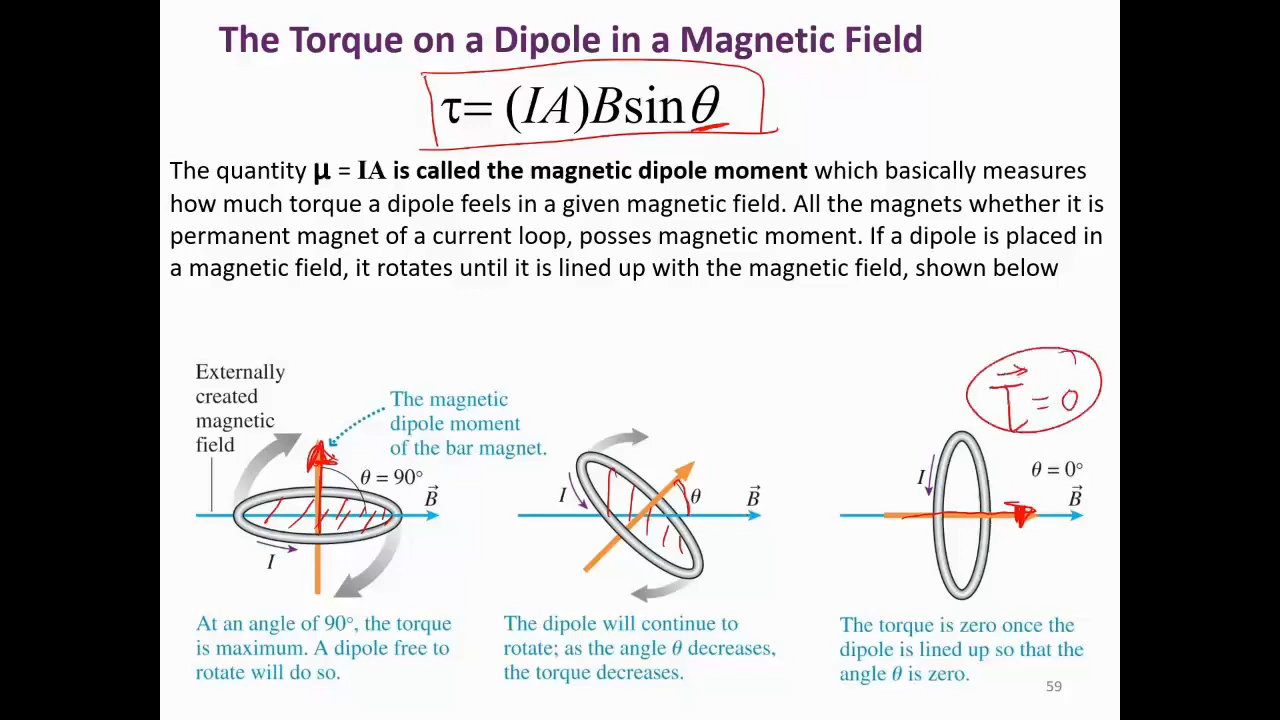 The Torque on a Dipole in a Magnetic Field
τ= (IA)Bsin θ
The quantity μ = IA is called the magnetic dipole moment which basically measures
how much torque a dipole feels in a given magnetic field. All the magnets whether it is
permanent magnet of a current loop, posses magnetic moment. If a dipole is placed in
a magnetic field, it rotates until it is lined up with the magnetic field, shown below
Externally
created
magnetic
field
The magnetic
dipole moment
of the bar magnet.
θ = 90°
B⃗
I
At an angle of 90°, the torque
is maximum. A dipole free to
rotate will do so.
I
θ
B⃗
The dipole will continue to
rotate; as the angle θ decreases,
the torque decreases.
τ⃗ = 0
I
θ = 0°
B⃗
The torque is zero once the
dipole is lined up so that the
angle θ is zero.
59